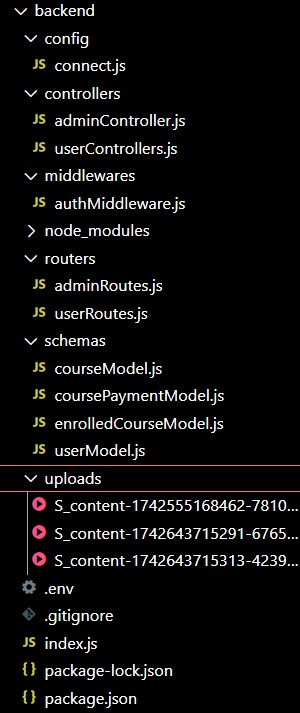 backend
config
JS connect.js
controllers
JS adminController.js
JS userControllers.js
middlewares
JS authMiddleware.js
node_modules
routers
JS adminRoutes.js
JS userRoutes.js
schemas
JS courseModel.js
JS coursePaymentModel.js
JS enrolledCourseModel.js
JS userModel.js
uploads
S_content-1742555168462-7810...
S_content-1742643715291-6765...
S_content-1742643715313-4239...
.env
.gitignore
JS index.js
{} package-lock.json
{} package.json